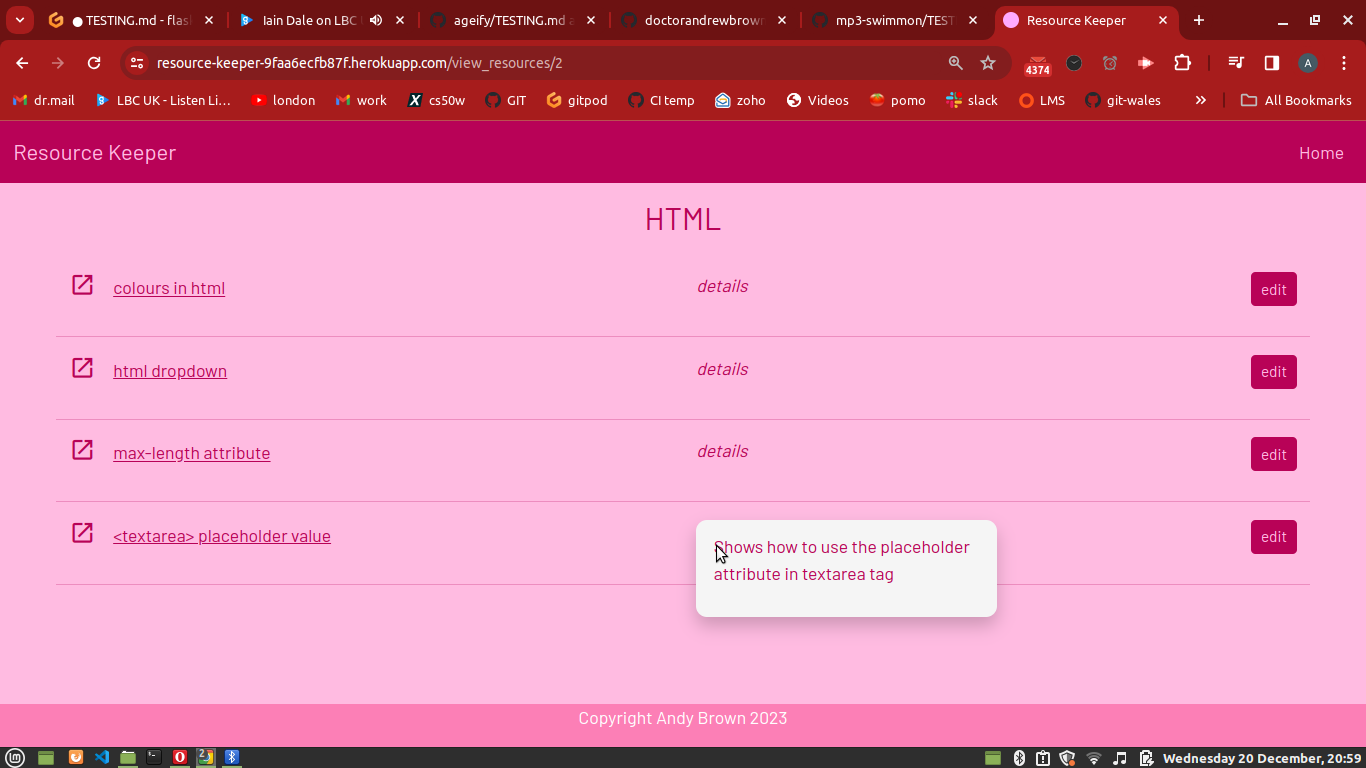 ● TESTING.md - flas
Iain Dale on LBC
ageify/TESTING.md a
doctorandrewbrown
mp3-swimmon/TEST
Resource Keeper
resource-keeper-9faa6ecfb87f.herokuapp.com/view_resources/2
4374
A
dr.mail
LBC UK - Listen Li...
london
work
cs50w
GIT
gitpod
CI temp
zoho
Videos
pomo
slack
LMS
git-wales
All Bookmarks
Resource Keeper
Home
HTML
colours in html
details
edit
html dropdown
details
edit
max-length attribute
details
edit
<textarea> placeholder value
Shows how to use the placeholder
attribute in textarea tag
edit
Copyright Andy Brown 2023
2
Wednesday 20 December, 20:59